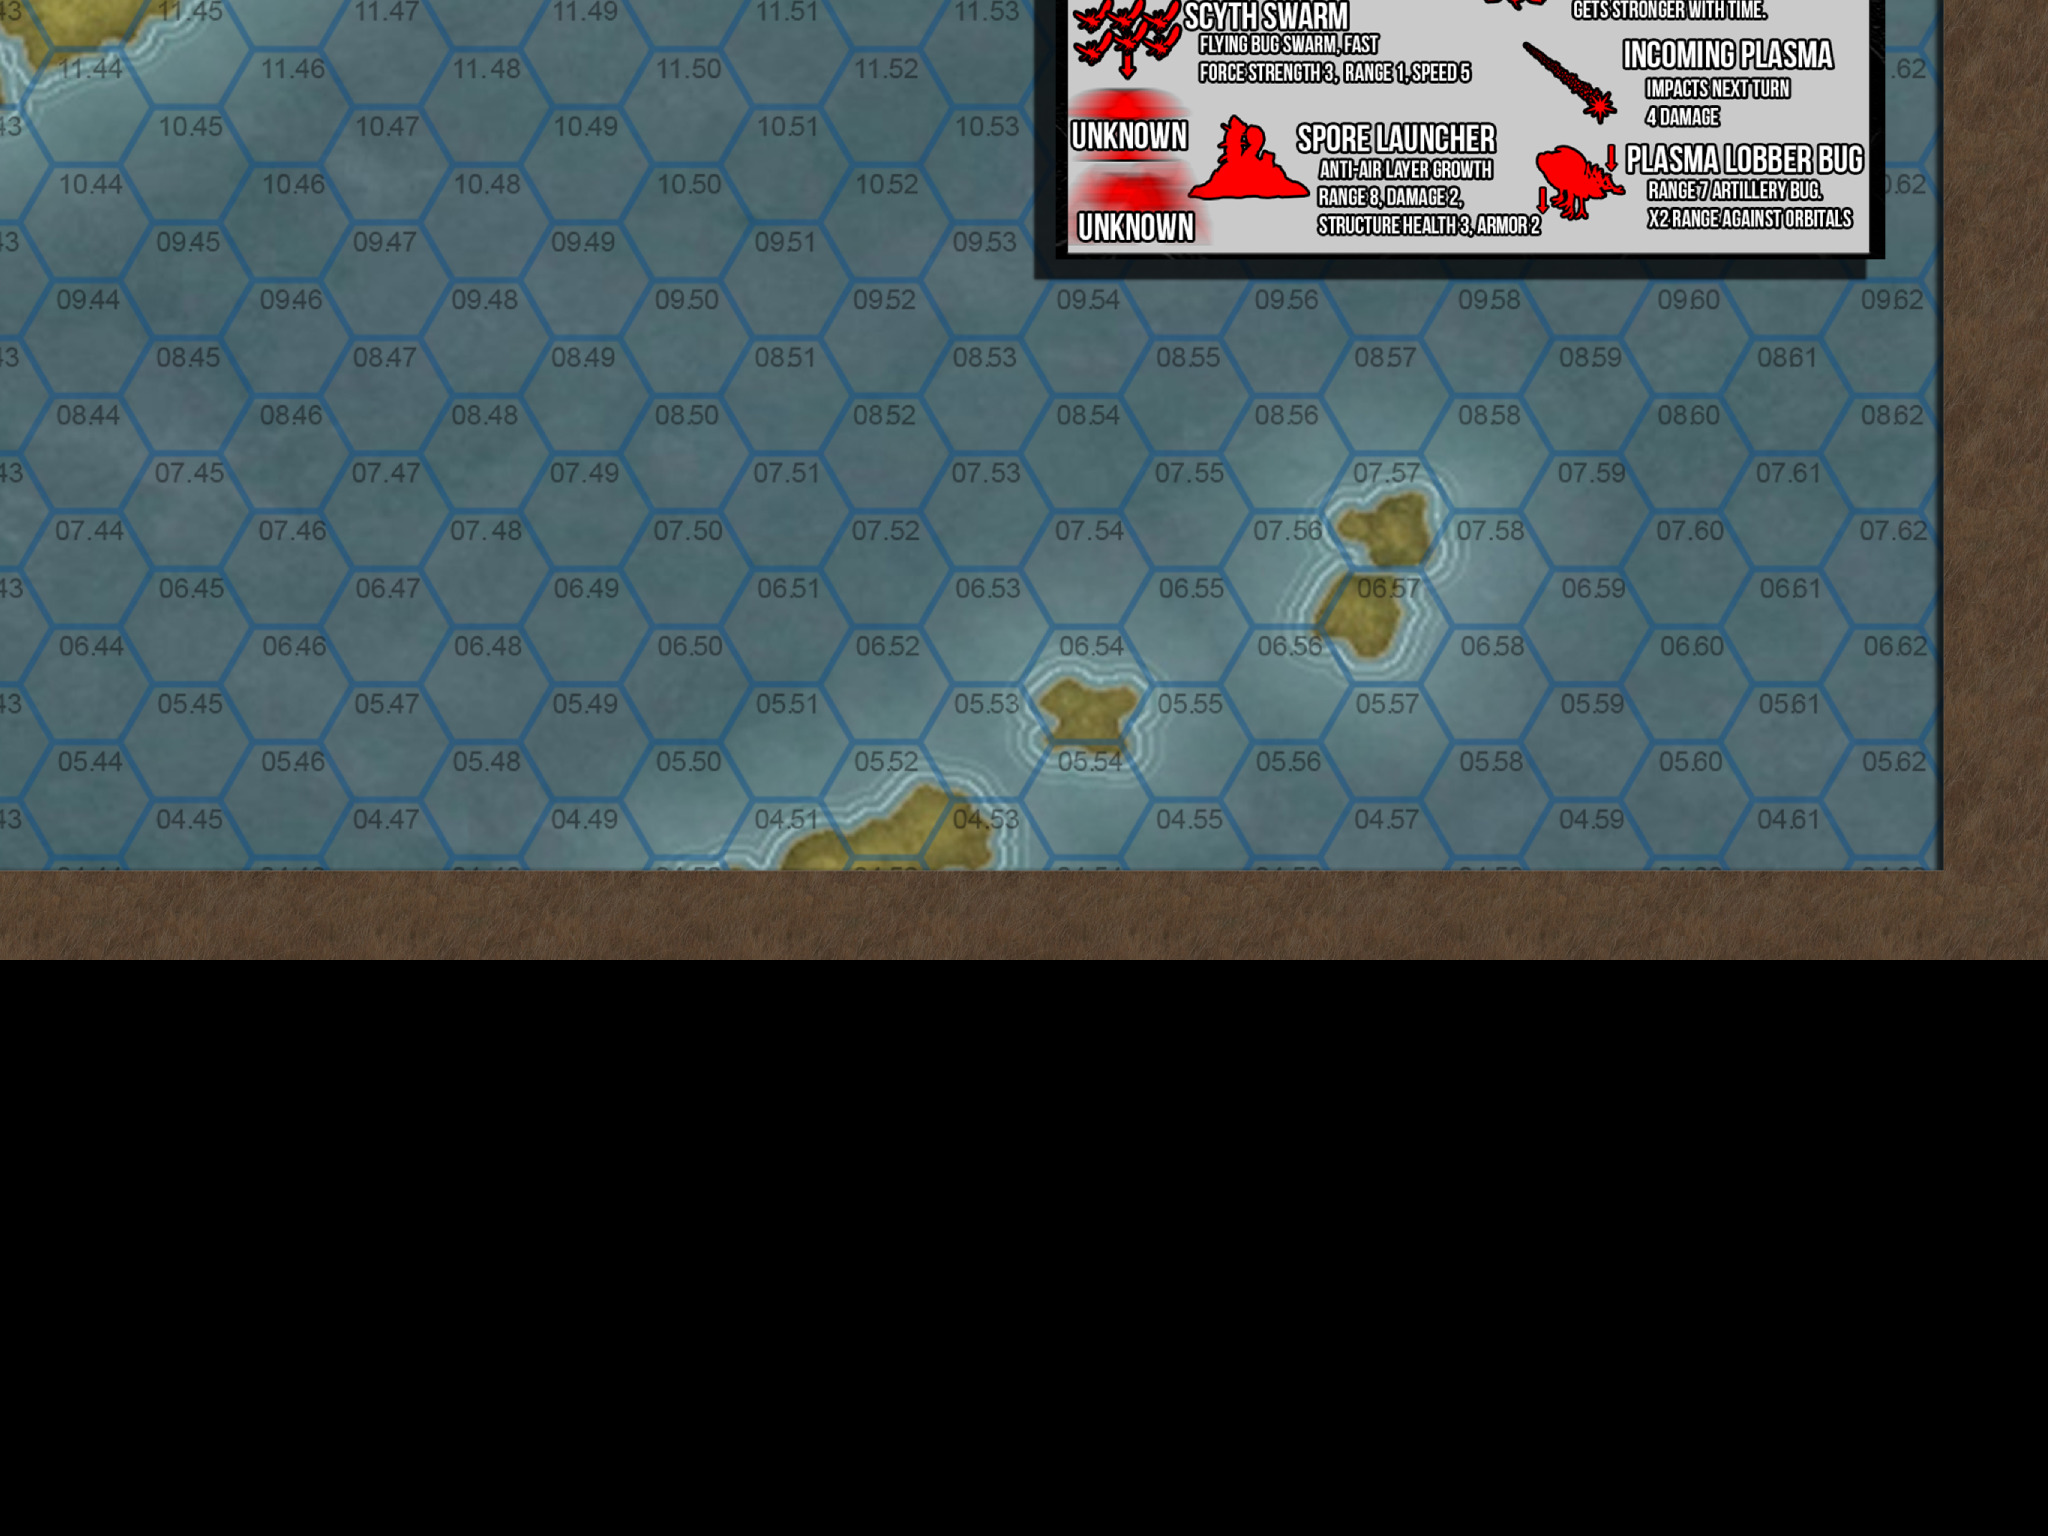 SCYTH SWARM
FLYING BUG SWARM, FAST
FORCE STRENGTH 3, RANGE 1, SPEED 5
UNKNOWN
UNKNOWN
SPORE LAUNCHER
ANTI-AIR LAYER GROWTH
RANGE 8, DAMAGE 2,
STRUCTURE HEALTH 3, ARMOR 2
GETS STRONGER WITH TIME.
INCOMING PLASMA
IMPACTS NEXT TURN
4 DAMAGE
PLASMA LOBBER BUG
RANGE 7 ARTILLERY BUG.
X2 RANGE AGAINST ORBITALS
43 11.45 11.47 11.49 11.51 11.53
11.44 11.46 11.48 11.50 11.52 .62
43 10.45 10.47 10.49 10.51 10.53
10.44 10.46 10.48 10.50 10.52 0.62
43 09.45 09.47 09.49 09.51 09.53
09.44 09.46 09.48 09.50 09.52 09.54 09.56 09.58 09.60 09.62
43 08.45 08.47 08.49 08.51 08.53 08.55 08.57 08.59 08.61
08.44 08.46 08.48 08.50 08.52 08.54 08.56 08.58 08.60 08.62
43 07.45 07.47 07.49 07.51 07.53 07.55 07.57 07.59 07.61
07.44 07.46 07.48 07.50 07.52 07.54 07.56 07.58 07.60 07.62
43 06.45 06.47 06.49 06.51 06.53 06.55 06.57 06.59 06.61
06.44 06.46 06.48 06.50 06.52 06.54 06.56 06.58 06.60 06.62
43 05.45 05.47 05.49 05.51 05.53 05.55 05.57 05.59 05.61
05.44 05.46 05.48 05.50 05.52 05.54 05.56 05.58 05.60 05.62
43 04.45 04.47 04.49 04.51 04.53 04.55 04.57 04.59 04.61